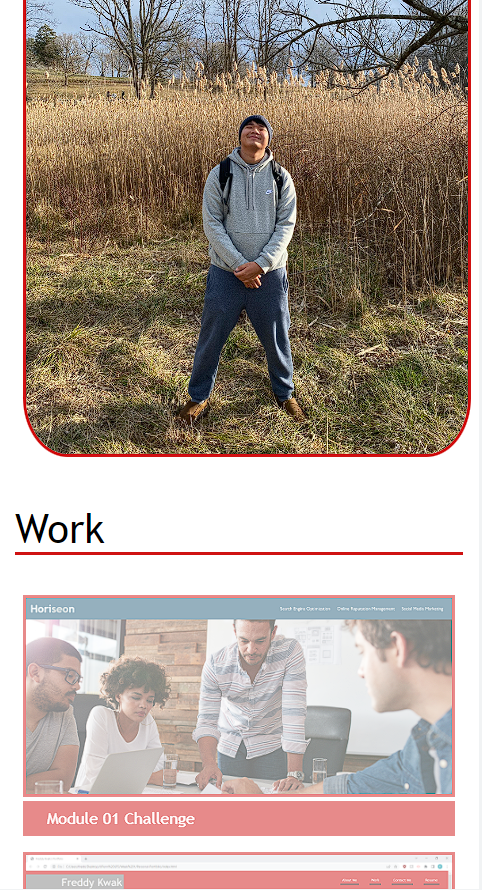 Work
Horiseon
Search Engine Optimization Online Reputation Management Social Media Marketing
Module 01 Challenge
Freddy Kwak
About Me Work Contact Me Resume